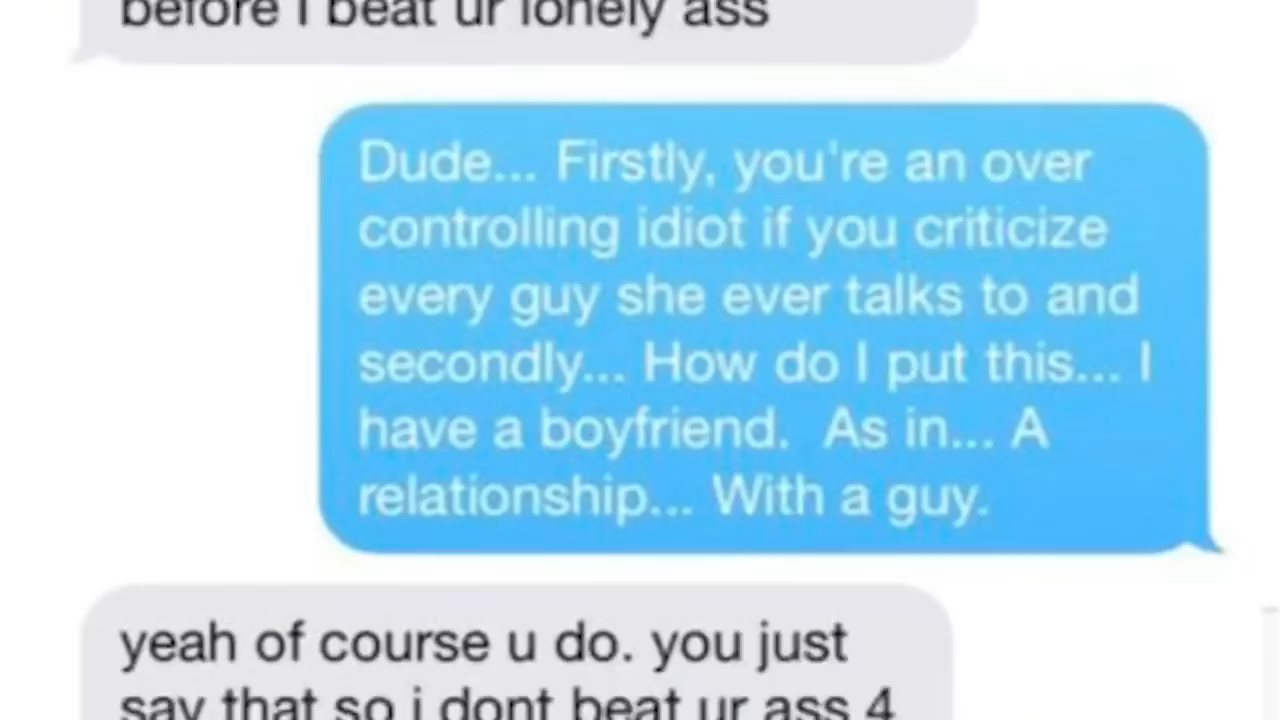 before I beat ur lonely ass
Dude... Firstly, you're an over
controlling idiot if you criticize
every guy she ever talks to and
secondly... How do I put this... I
have a boyfriend.  As in... A
relationship... With a guy.
yeah of course u do. you just
say that so i dont beat ur ass 4